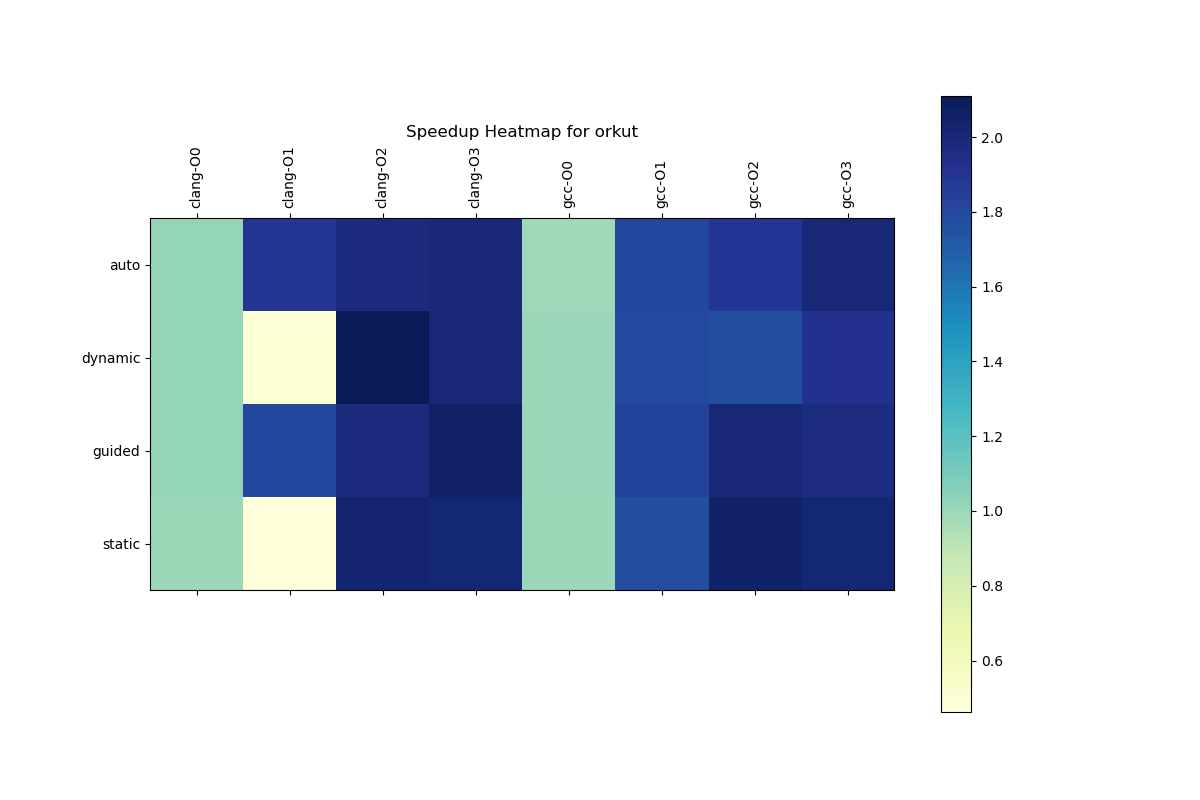 Speedup Heatmap for orkut
clang-O0
clang-O1
clang-O2
clang-O3
gcc-O0
gcc-O1
gcc-O2
gcc-O3
auto
dynamic
guided
static
2.0
1.8
1.6
1.4
1.2
1.0
0.8
0.6